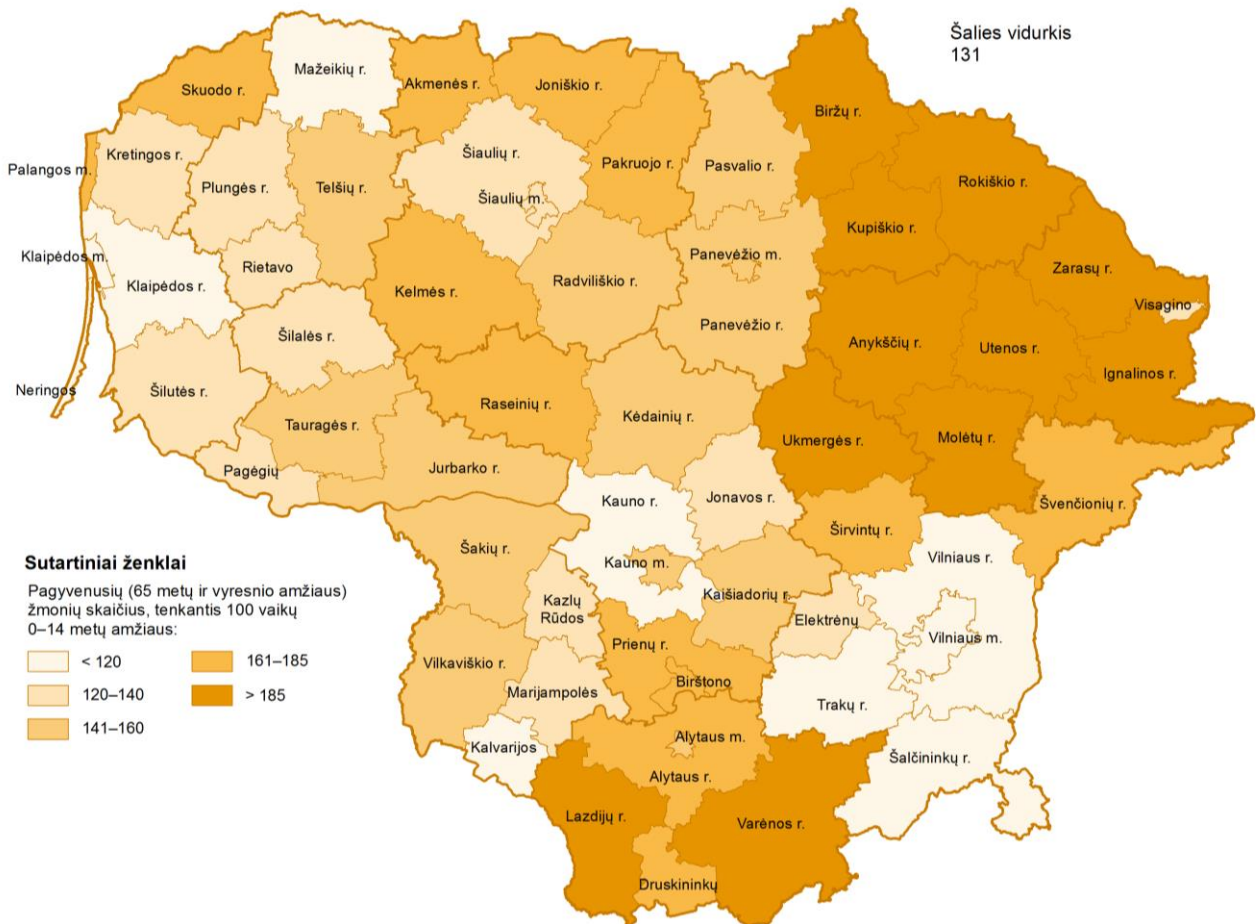 Šalies vidurkis
131
Mažeikių r.
Skuodo r.
Akmenės r.
Joniškio r.
Biržų r.
Kretingos r.
Palangos m.
Plungės r.
Telšių r.
Šiaulių r.
Šiaulių m.
Pakruojo r.
Pasvalio r.
Rokiškio r.
Kupiškio r.
Klaipėdos m.
Klaipėdos r.
Rietavo
Kelmės r.
Radviliškio r.
Panevėžio m.
Panevėžio r.
Zarasų r.
Visagino
Šilalės r.
Anykščių r.
Utenos r.
Ignalinos r.
Neringos
Šilutės r.
Tauragės r.
Raseinių r.
Kėdainių r.
Ukmergės r.
Molėtų r.
Pagėgių
Jurbarko r.
Kauno r.
Jonavos r.
Širvintų r.
Švenčionių r.
Šakių r.
Kauno m.
Kaišiadorių r.
Vilniaus r.
Kazlų
Rūdos
Elektrėnų
Vilniaus m.
Prienų r.
Vilkaviškio r.
Birštono
Marijampolės
Trakų r.
Kalvarijos
Alytaus m.
Alytaus r.
Šalčininkų r.
Lazdijų r.
Varėnos r.
Druskininkų
Sutartiniai ženklai
Pagyvenusių (65 metų ir vyresnio amžiaus)
žmonių skaičius, tenkantis 100 vaikų
0–14 metų amžiaus:
< 120
120–140
141–160
161–185
> 185